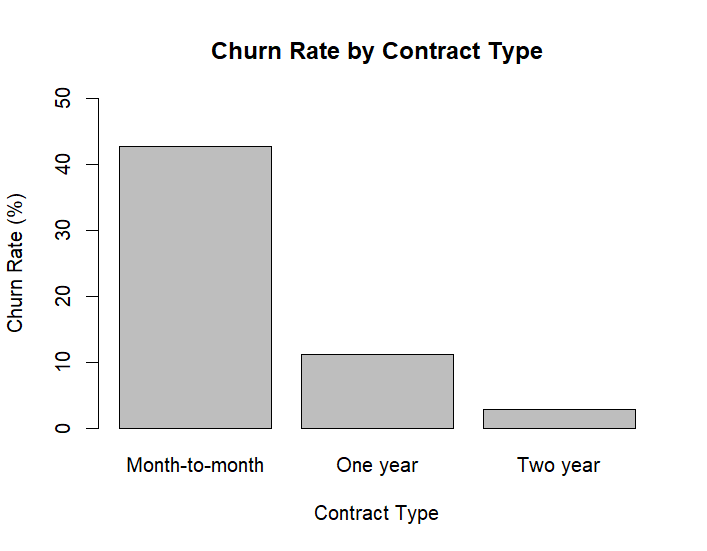 Churn Rate by Contract Type
Churn Rate (%)
50
40
30
20
10
0
Month-to-month One year Two year
Contract Type